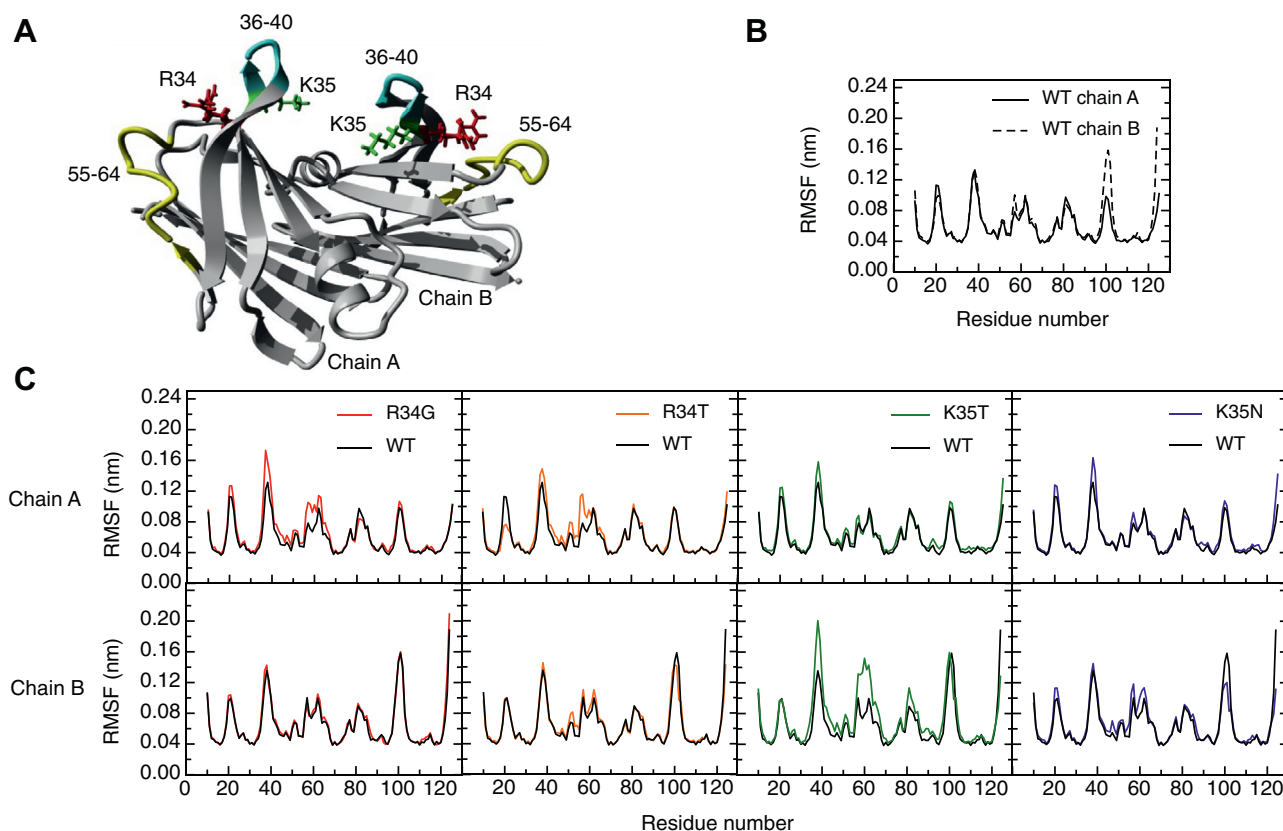 A
36-40
R34
K35
36-40
R34
K35
55-64
55-64
Chain B
Chain A
B
0.24
0.20
0.16
0.12
0.08
0.04
0.00
RMSF (nm)
WT chain A
WT chain B
20 40 60 80 100 120
Residue number
C
Chain A
RMSF (nm)
0.24
0.20
0.16
0.12
0.08
0.04
0.00
R34G
WT
R34T
WT
K35T
WT
K35N
WT
Chain B
RMSF (nm)
0.20
0.16
0.12
0.08
0.04
0.00
0 20 40 60 80 100 120
0 20 40 60 80 100 120
0 20 40 60 80 100 120
0 20 40 60 80 100 120
Residue number